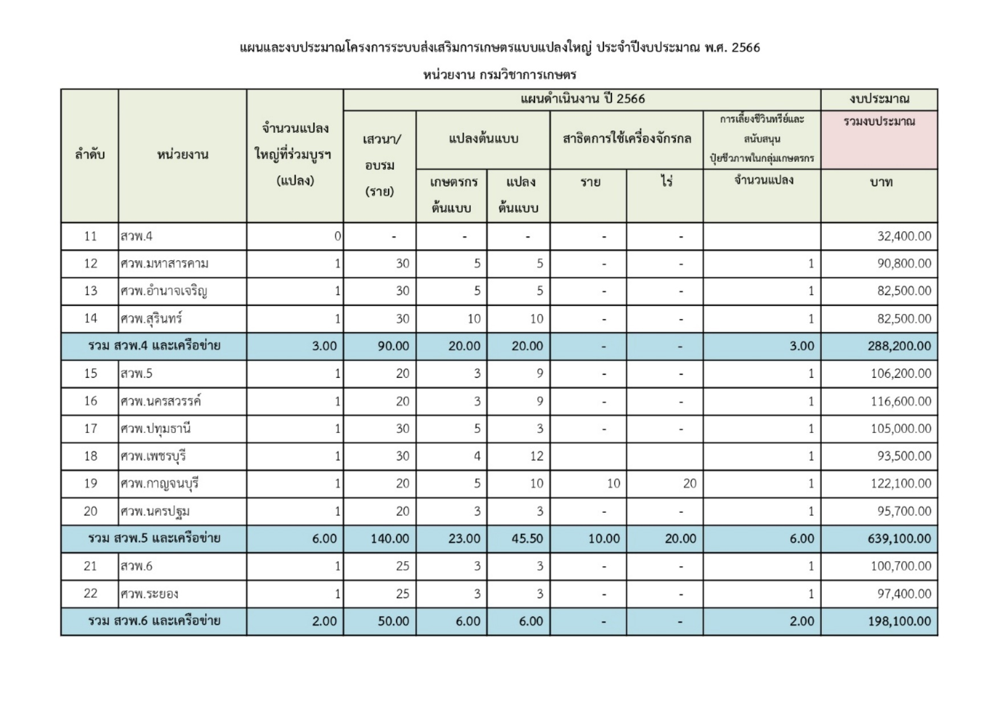 แผนและงบประมาณโครงการระบบส่งเสริมการเกษตรแบบแปลงใหญ่ ประจำปีงบประมาณ พ.ศ. 2566
หน่วยงาน กรมวิชาการเกษตร
ลำดับ หน่วยงาน จำนวนแปลง
ใหญ่ที่ร่วมบูรฯ
(แปลง)
แผนดำเนินงาน ปี 2566 งบประมาณ
เสวนา/
อบรม
(ราย)
แปลงต้นแบบ สาธิตการใช้เครื่องจักรกล
การเลี้ยงชีวินทรีย์และ
สนับสนุน
ปุ๋ยชีวภาพในกลุ่มเกษตรกร
รวมงบประมาณ
เกษตรกร
ต้นแบบ
แปลง
ต้นแบบ
ราย ไร่ จำนวนแปลง บาท
11 สวพ.4 0 - - - - - 32,400.00
12 ศวพ.มหาสารคาม 1 30 5 5 - - 1 90,800.00
13 ศวพ.อำนาจเจริญ 1 30 5 5 - - 1 82,500.00
14 ศวพ.สุรินทร์ 1 30 10 10 - - 1 82,500.00
รวม สวพ.4 และเครือข่าย 3.00 90.00 20.00 20.00 - - 3.00 288,200.00
15 สวพ.5 1 20 3 9 - - 1 106,200.00
16 ศวพ.นครสวรรค์ 1 20 3 9 - - 1 116,600.00
17 ศวพ.ปทุมธานี 1 30 5 3 - - 1 105,000.00
18 ศวพ.เพชรบุรี 1 30 4 12 1 93,500.00
19 ศวพ.กาญจนบุรี 1 20 5 10 10 20 1 122,100.00
20 ศวพ.นครปฐม 1 20 3 3 - - 1 95,700.00
รวม สวพ.5 และเครือข่าย 6.00 140.00 23.00 45.50 10.00 20.00 6.00 639,100.00
21 สวพ.6 1 25 3 3 - - 1 100,700.00
22 ศวพ.ระยอง 1 25 3 3 - - 1 97,400.00
รวม สวพ.6 และเครือข่าย 2.00 50.00 6.00 6.00 - - 2.00 198,100.00